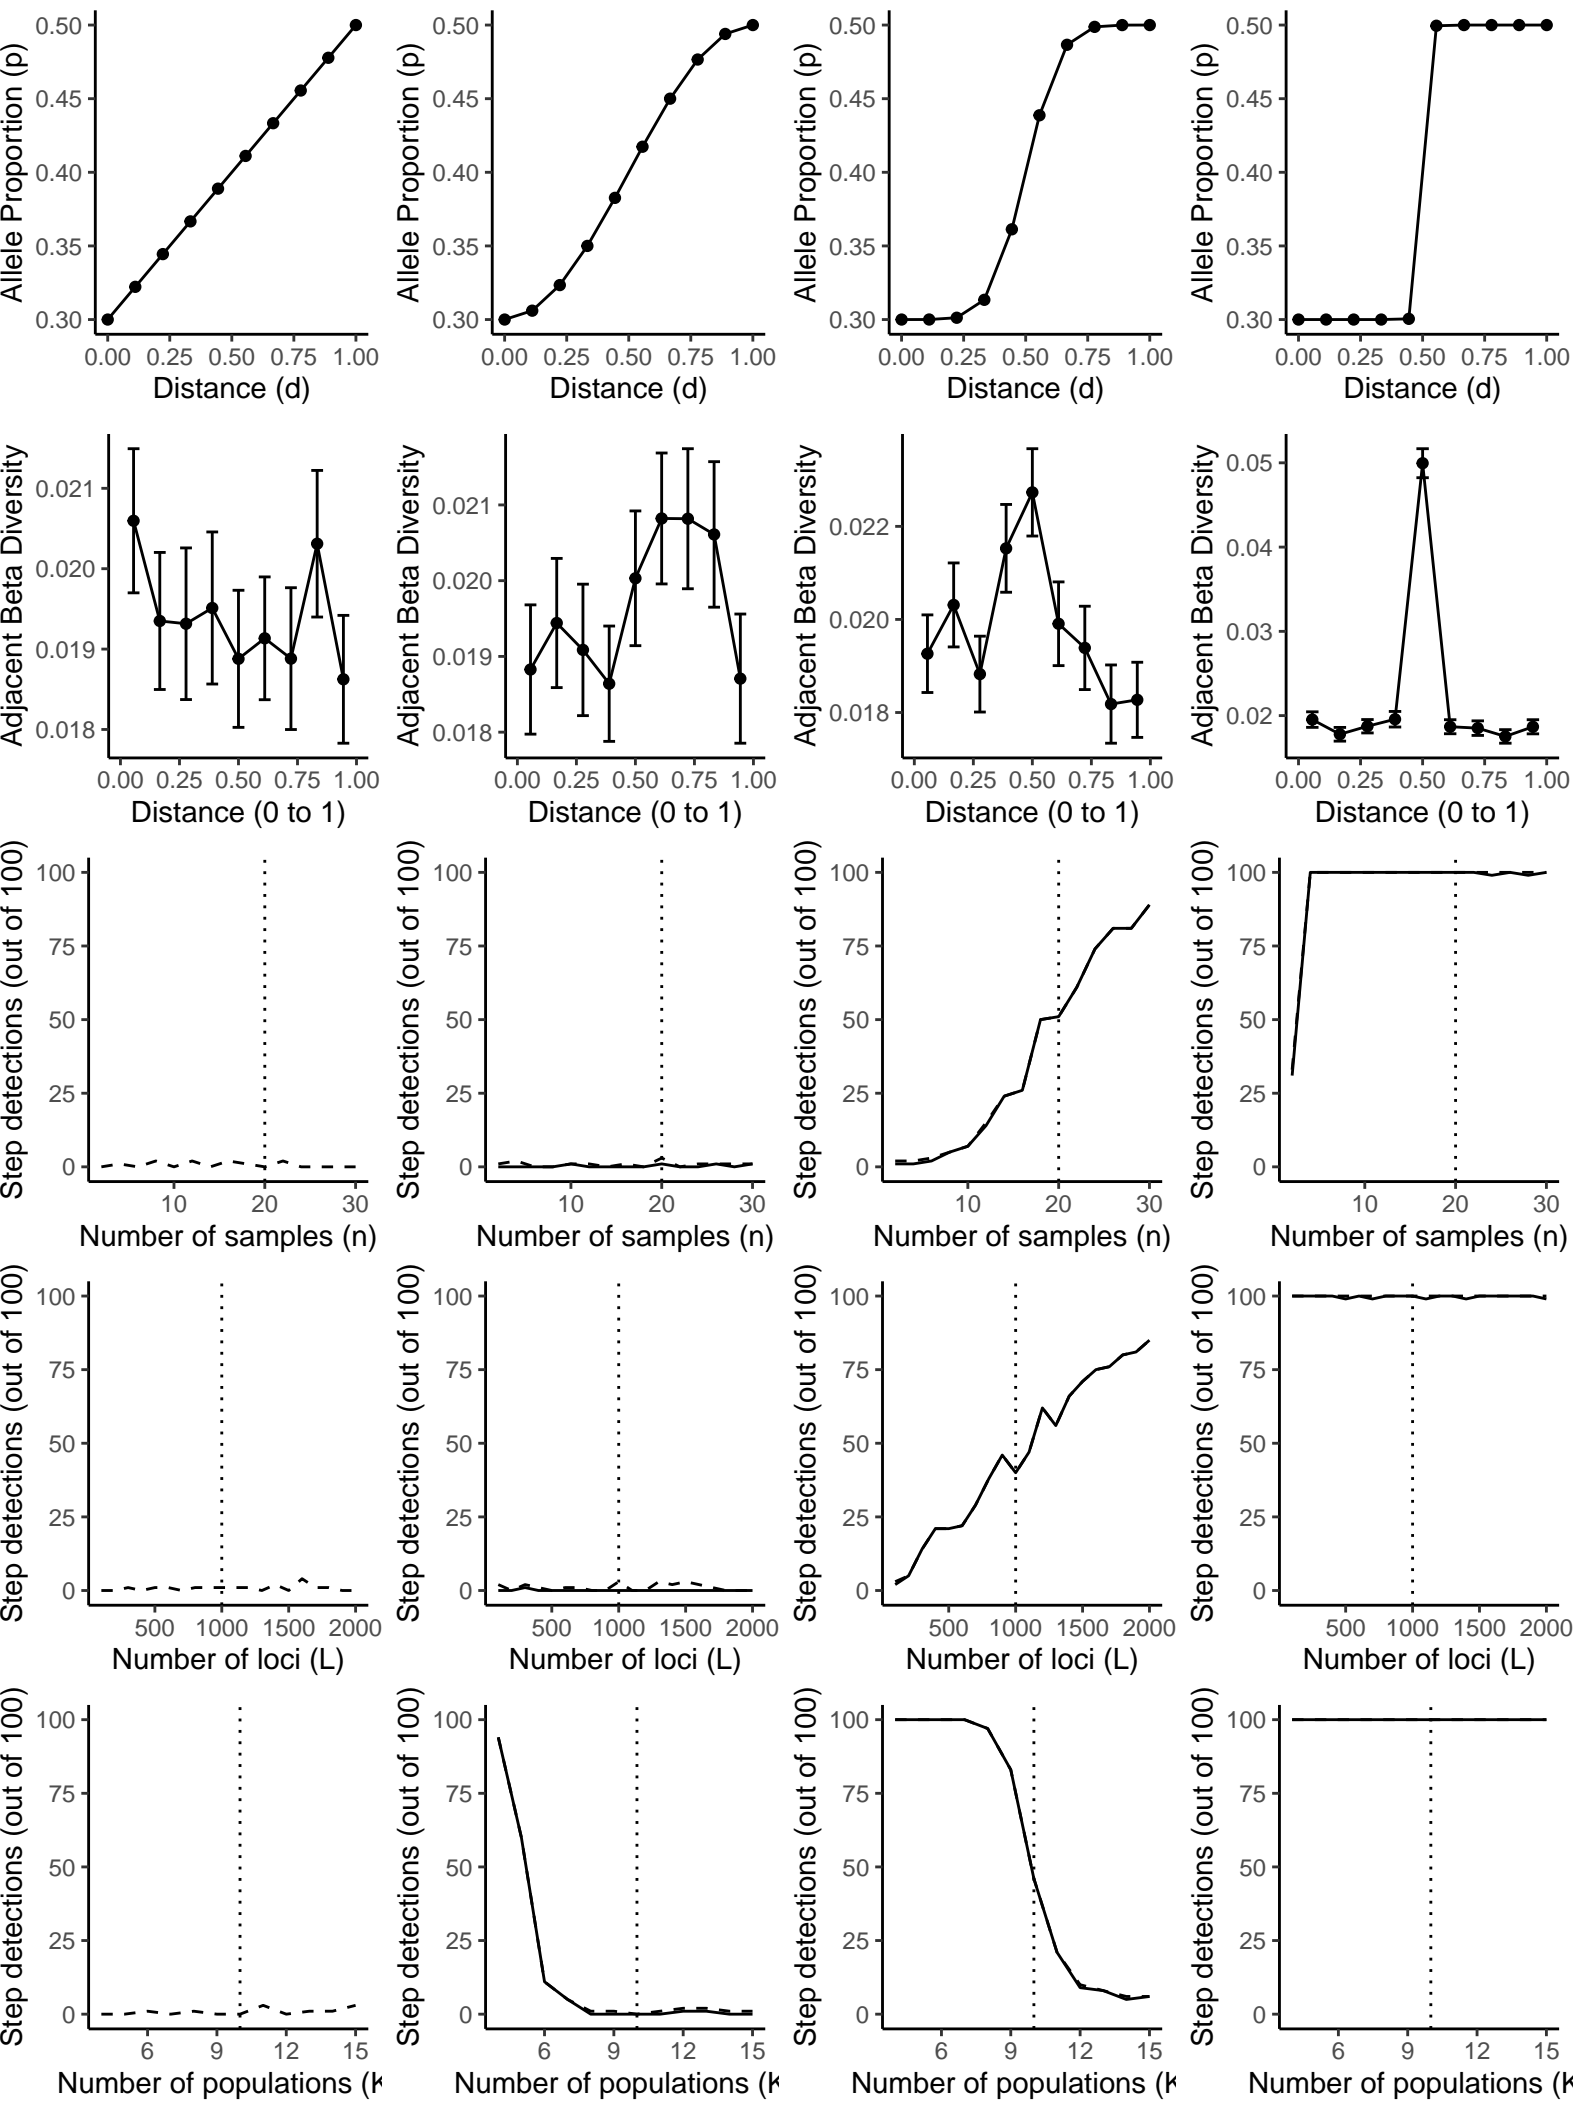 Allele Proportion (p)
0.50
0.45
0.40
0.35
0.30
0.00 0.25 0.50 0.75 1.00
Distance (d)
Allele Proportion (p)
0.50
0.45
0.40
0.35
0.30
0.00 0.25 0.50 0.75 1.00
Distance (d)
Allele Proportion (p)
0.50
0.45
0.40
0.35
0.30
0.00 0.25 0.50 0.75 1.00
Distance (d)
Allele Proportion (p)
0.50
0.45
0.40
0.35
0.30
0.00 0.25 0.50 0.75 1.00
Distance (d)
Adjacent Beta Diversity
0.021
0.020
0.019
0.018
0.00 0.25 0.50 0.75 1.00
Distance (0 to 1)
Adjacent Beta Diversity
0.021
0.020
0.019
0.018
0.00 0.25 0.50 0.75 1.00
Distance (0 to 1)
Adjacent Beta Diversity
0.022
0.020
0.018
0.00 0.25 0.50 0.75 1.00
Distance (0 to 1)
Adjacent Beta Diversity
0.05
0.04
0.03
0.02
0.00 0.25 0.50 0.75 1.00
Distance (0 to 1)
Step detections (out of 100)
100
75
50
25
0
10 20 30
Number of samples (n)
Step detections (out of 100)
100
75
50
25
0
10 20 30
Number of samples (n)
Step detections (out of 100)
100
75
50
25
0
10 20 30
Number of samples (n)
Step detections (out of 100)
100
75
50
25
0
10 20 30
Number of samples (n)
Step detections (out of 100)
100
75
50
25
0
500 1000 1500 2000
Number of loci (L)
Step detections (out of 100)
100
75
50
25
0
500 1000 1500 2000
Number of loci (L)
Step detections (out of 100)
100
75
50
25
0
500 1000 1500 2000
Number of loci (L)
Step detections (out of 100)
100
75
50
25
0
500 1000 1500 2000
Number of loci (L)
Step detections (out of 100)
100
75
50
25
0
6 9 12 15
Number of populations (K
Step detections (out of 100)
100
75
50
25
0
6 9 12 15
Number of populations (K
Step detections (out of 100)
100
75
50
25
0
6 9 12 15
Number of populations (K
Step detections (out of 100)
100
75
50
25
0
6 9 12 15
Number of populations (K